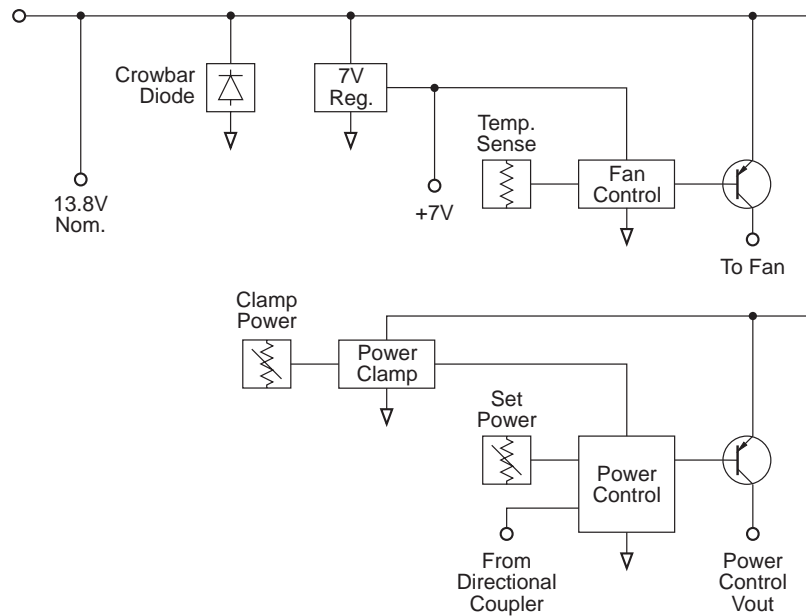 Crowbar
Diode
7V
Reg.
Temp.
Sense
Fan
Control
13.8V
Nom.
+7V
To Fan
Clamp
Power
Power
Clamp
Set
Power
Power
Control
From
Directional
Coupler
Power
Control
Vout